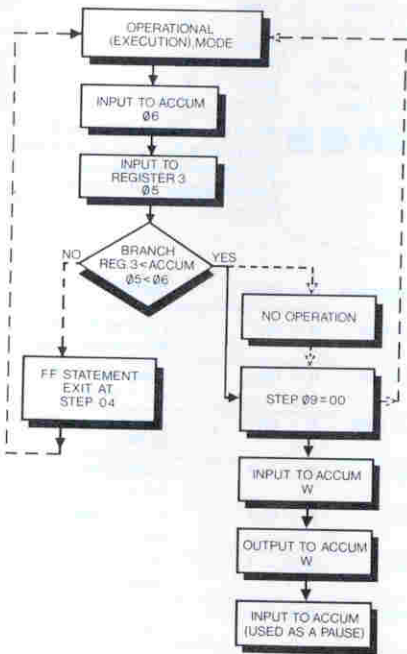 OPERATIONAL
(EXECUTION), MODE
INPUT TO ACCUM
Ø6
INPUT TO
REGISTER 3
Ø5
NO
BRANCH
REG. 3<ACCUM
Ø5<Ø6
YES
NO OPERATION
F.F STATEMENT
EXIT AT
STEP 04
STEP Ø9=00
INPUT TO ACCUM
W
OUTPUT TO ACCUM
W
INPUT TO ACCUM
(USED AS A PAUSE)